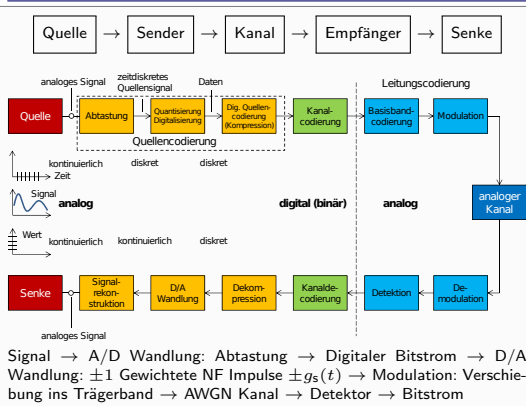 Quelle → Sender → Kanal → Empfänger → Senke
analoges Signal
zeitdiskretes
Quellensignal
Daten
Leitungscodierung
Quelle
Abtastung
Quantisierung
Digitalisierung
Dig. Quellen-
codierung
(Kompression)
Kanal-
codierung
Basisband-
codierung
Modulation
Quellencodierung
kontinuierlich diskret diskret
Zeit
Signal
analog digital (binär) analog
analoger
Kanal
Wert
kontinuierlich kontinuierlich diskret
Senke
Signal-
rekon-
struktion
D/A
Wandlung
Dekom-
pression
Kanalde-
codierung
Detektion
De-
modulation
analoges Signal
Signal → A/D Wandlung: Abtastung → Digitaler Bitstrom → D/A
Wandlung: ±1 Gewichtete NF Impulse ±gₛ(t) → Modulation: Verschie-
bung ins Trägerband → AWGN Kanal → Detektor → Bitstrom